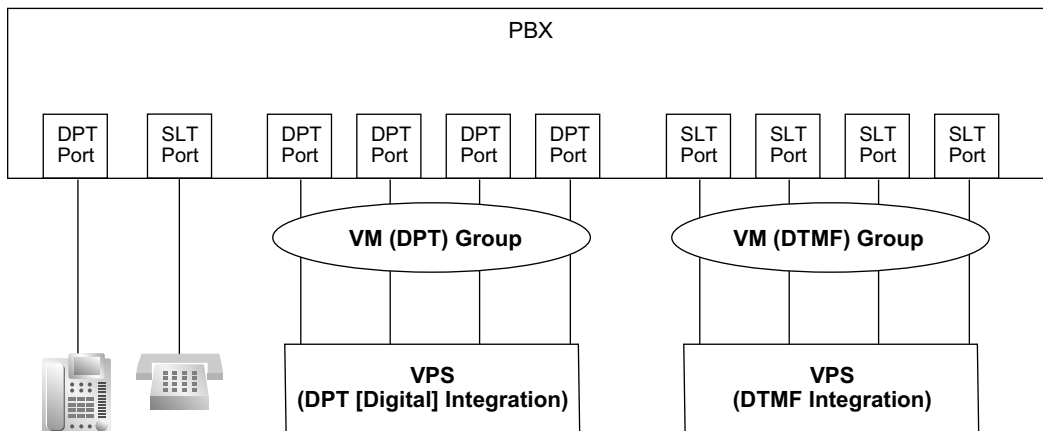 PBX
DPT
Port
SLT
Port
DPT
Port
DPT
Port
DPT
Port
DPT
Port
SLT
Port
SLT
Port
SLT
Port
SLT
Port
VM (DPT) Group
VM (DTMF) Group
VPS
(DPT [Digital] Integration)
VPS
(DTMF Integration)